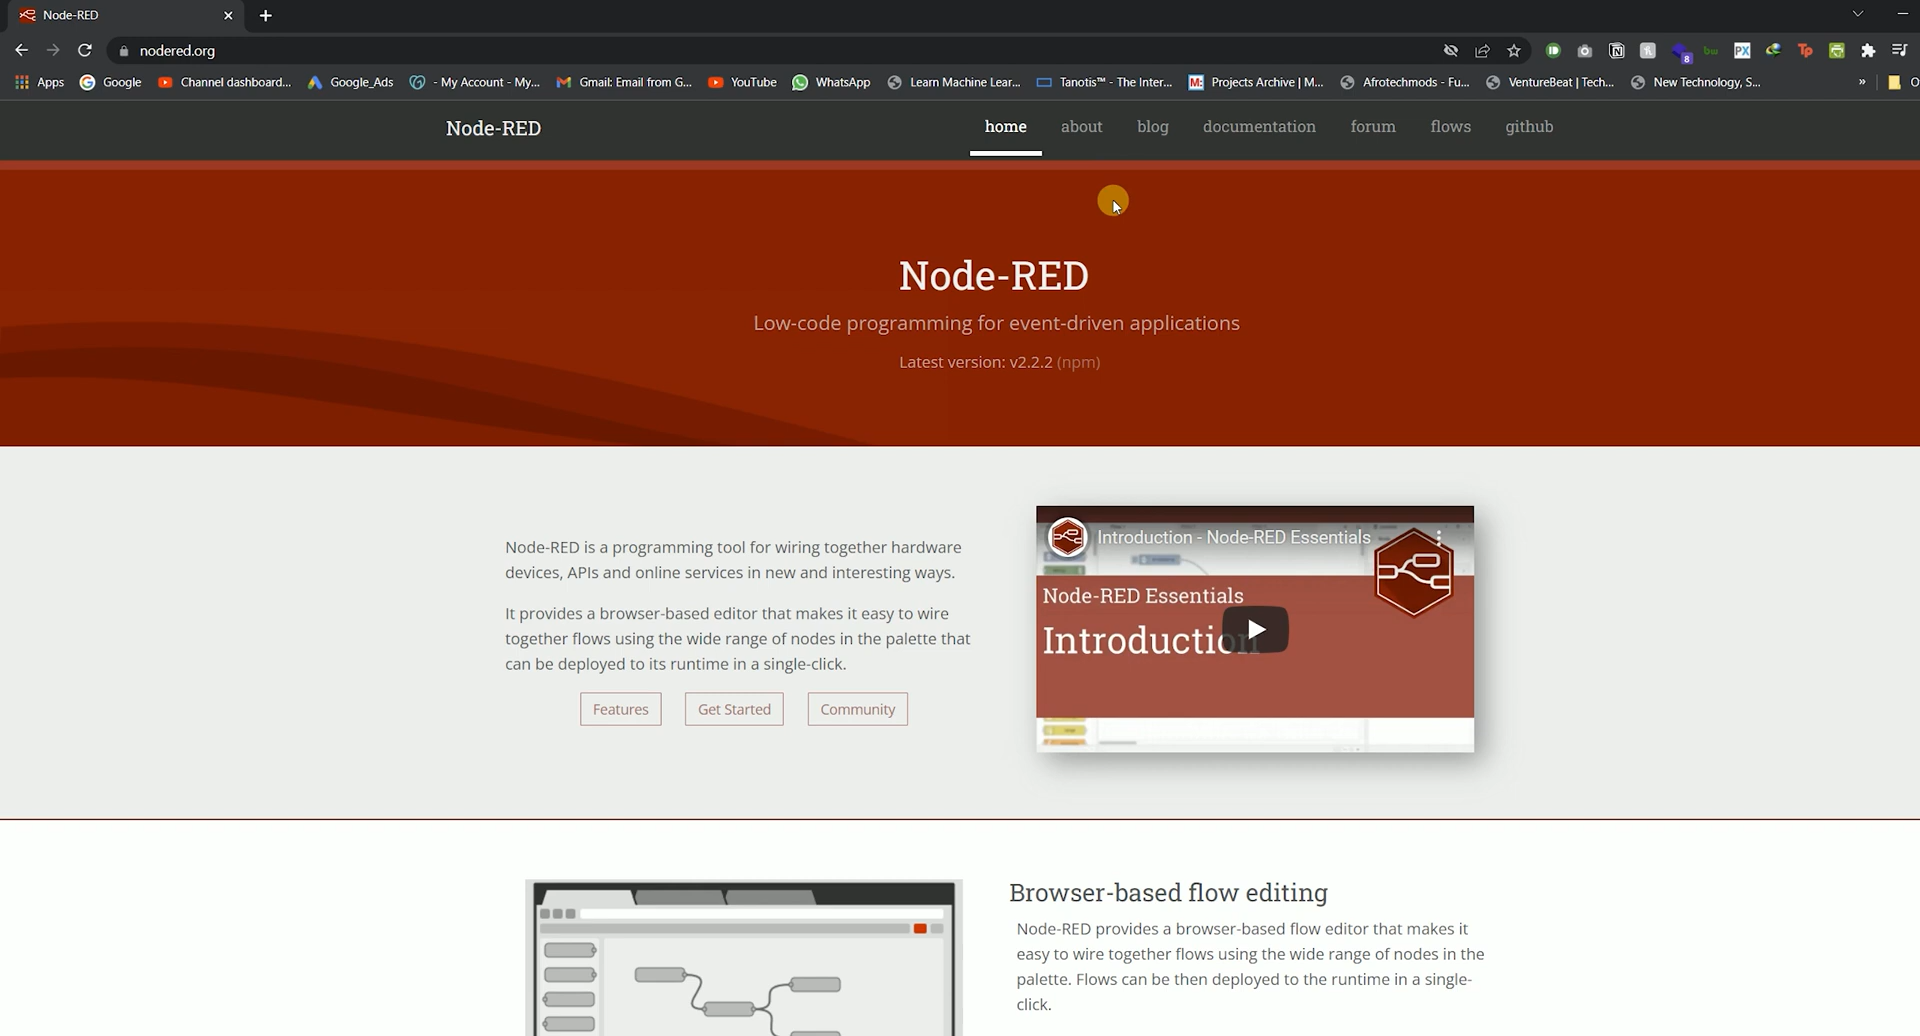 Node-RED
nodered.org
8
bw
PX
Tp
Apps
Google
Channel dashboard...
Google_Ads
- My Account - My...
Gmail: Email from G...
YouTube
WhatsApp
Learn Machine Lear...
Tanotis™ - The Inter...
M:
Projects Archive | M...
Afrotechmods - Fu...
VentureBeat | Tech...
New Technology, S...
»
O
Node-RED
home
about
blog
documentation
forum
flows
github
Node-RED
Low-code programming for event-driven applications
Latest version: v2.2.2 (npm)
Node-RED is a programming tool for wiring together hardware
devices, APIs and online services in new and interesting ways.
It provides a browser-based editor that makes it easy to wire
together flows using the wide range of nodes in the palette that
can be deployed to its runtime in a single-click.
Features
Get Started
Community
Introduction - Node-RED Essentials
Node-RED Essentials
Introduction
Browser-based flow editing
Node-RED provides a browser-based flow editor that makes it
easy to wire together flows using the wide range of nodes in the
palette. Flows can be then deployed to the runtime in a single-
click.